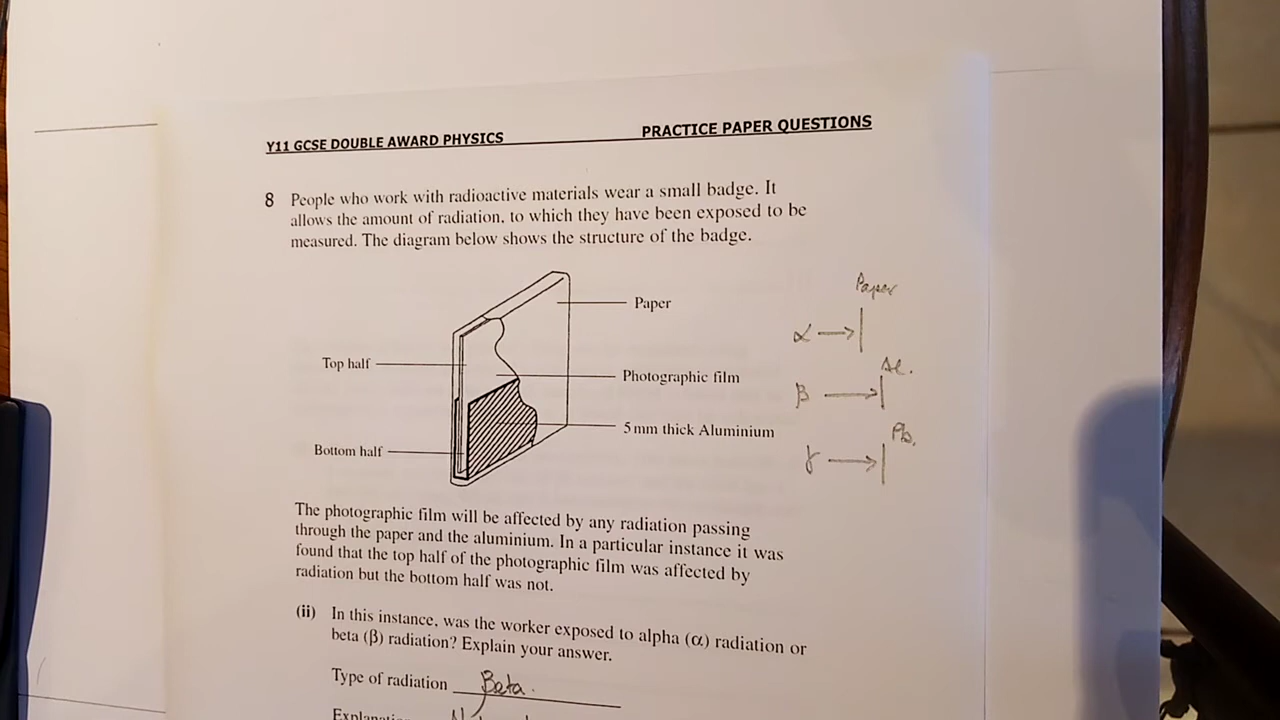 Y11 GCSE DOUBLE AWARD PHYSICS
PRACTICE PAPER QUESTIONS
8 People who work with radioactive materials wear a small badge. It
allows the amount of radiation, to which they have been exposed to be
measured. The diagram below shows the structure of the badge.
Paper
Top half
Photographic film
5 mm thick Aluminium
Bottom half
Paper
α
Al.
β
Pb.
γ
The photographic film will be affected by any radiation passing
through the paper and the aluminium. In a particular instance it was
found that the top half of the photographic film was affected by
radiation but the bottom half was not.
(ii) In this instance, was the worker exposed to alpha (α) radiation or
beta (β) radiation? Explain your answer.
Type of radiation Beta.